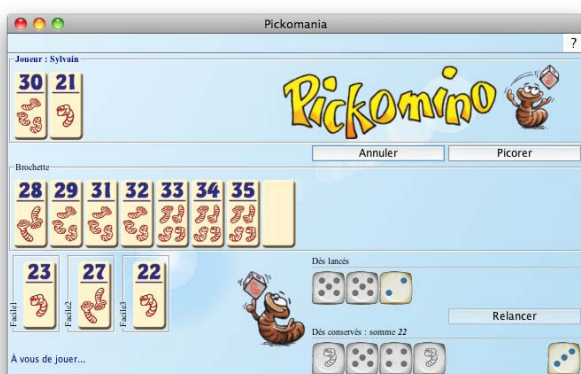 Pickomania
?
Joueur : Sylvain
30 21
Pickomino
Annuler Picorer
Brochette
28 29 31 32 33 34 35
23 27 22
Facile1 Facile2 Facile3
Dés lancés
Relancer
Dés conservés : somme 22
À vous de jouer...